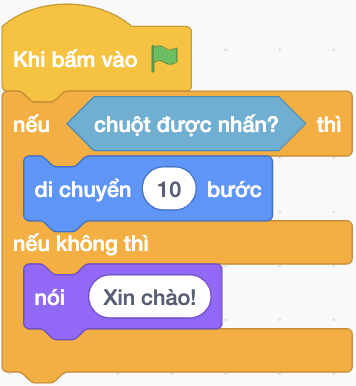 Khi bấm vào
nếu chuột được nhấn? thì
di chuyển 10 bước
nếu không thì
nói Xin chào!